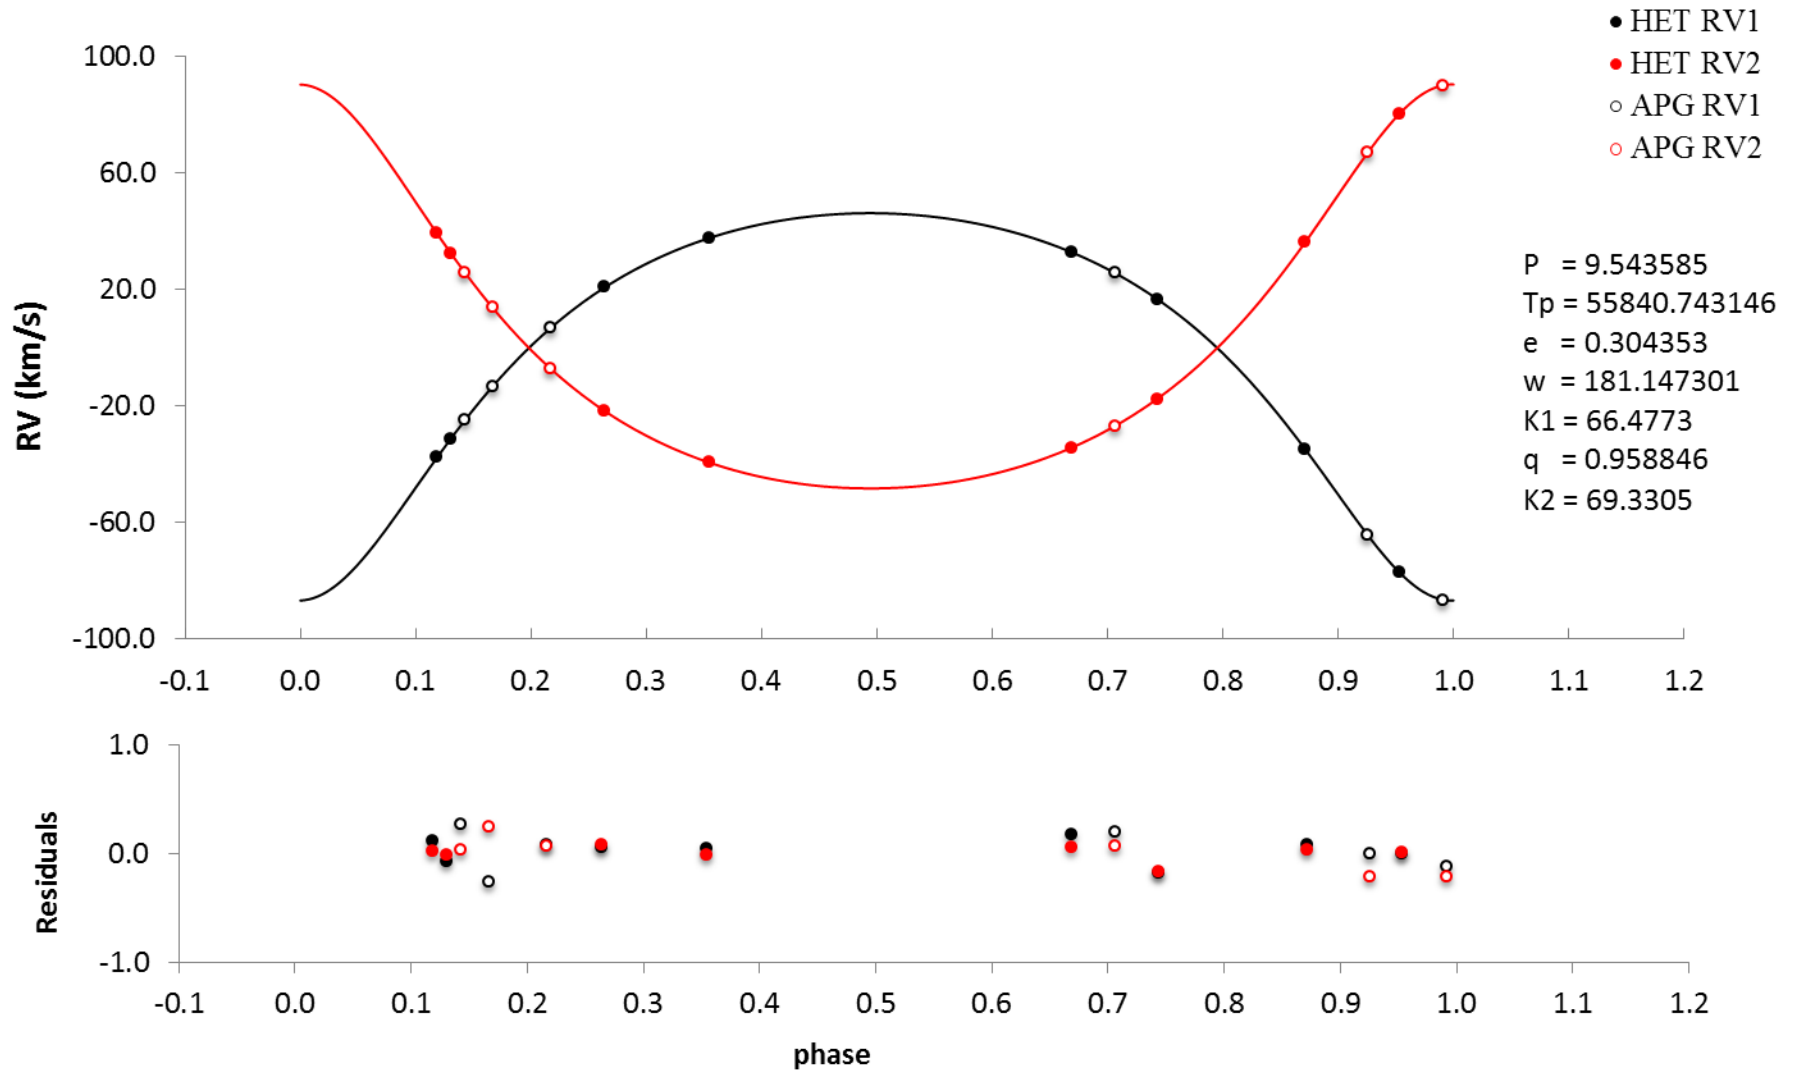 HET RV1
HET RV2
APG RV1
APG RV2
100.0
60.0
20.0
-20.0
-60.0
-100.0
RV (km/s)
-0.1 0.0 0.1 0.2 0.3 0.4 0.5 0.6 0.7 0.8 0.9 1.0 1.1 1.2
P = 9.543585
Tp = 55840.743146
e = 0.304353
w = 181.147301
K1 = 66.4773
q = 0.958846
K2 = 69.3305
1.0
0.0
-1.0
Residuals
-0.1 0.0 0.1 0.2 0.3 0.4 0.5 0.6 0.7 0.8 0.9 1.0 1.1 1.2
phase